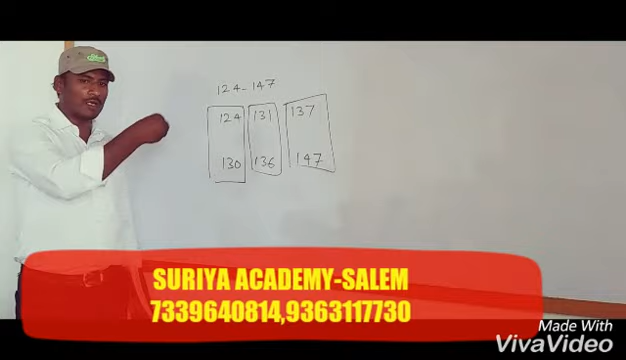 124-147
124 131 137
130 136 147
SURIYA ACADEMY-SALEM
7339640814,9363117730
Made With
VivaVideo